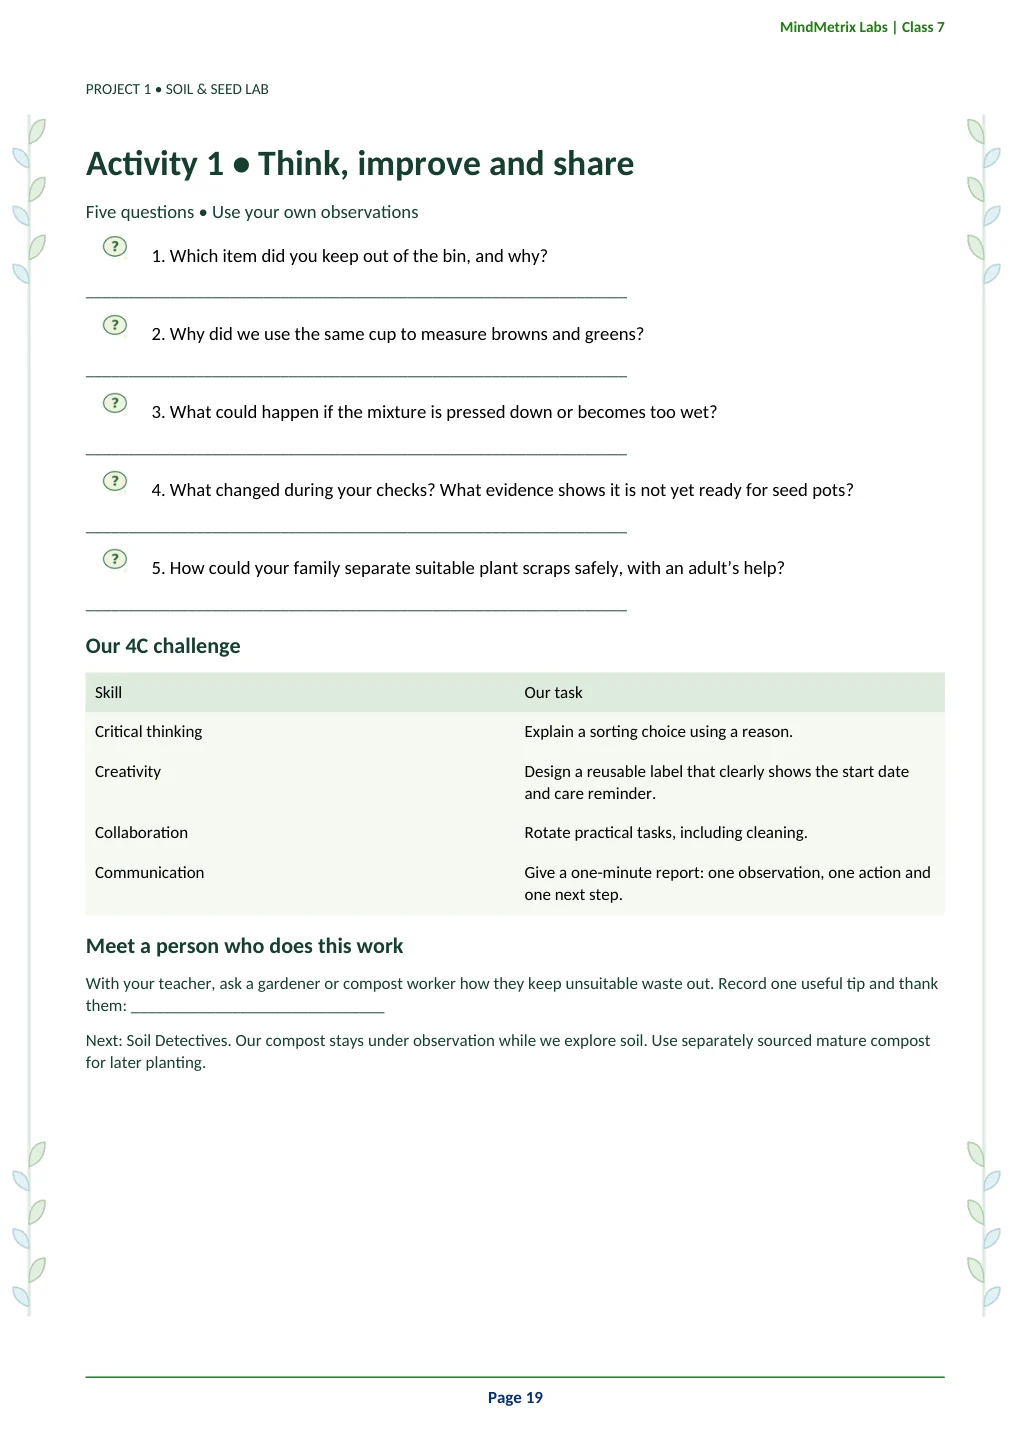 MindMetrix Labs | Class 7
PROJECT 1 • SOIL & SEED LAB
Activity 1 • Think, improve and share
Five questions • Use your own observations
? 1. Which item did you keep out of the bin, and why?
? 2. Why did we use the same cup to measure browns and greens?
? 3. What could happen if the mixture is pressed down or becomes too wet?
? 4. What changed during your checks? What evidence shows it is not yet ready for seed pots?
? 5. How could your family separate suitable plant scraps safely, with an adult’s help?
Our 4C challenge
Skill Our task
Critical thinking Explain a sorting choice using a reason.
Creativity Design a reusable label that clearly shows the start date
and care reminder.
Collaboration Rotate practical tasks, including cleaning.
Communication Give a one-minute report: one observation, one action and
one next step.
Meet a person who does this work
With your teacher, ask a gardener or compost worker how they keep unsuitable waste out. Record one useful tip and thank
them: ______________________________
Next: Soil Detectives. Our compost stays under observation while we explore soil. Use separately sourced mature compost
for later planting.
Page 19